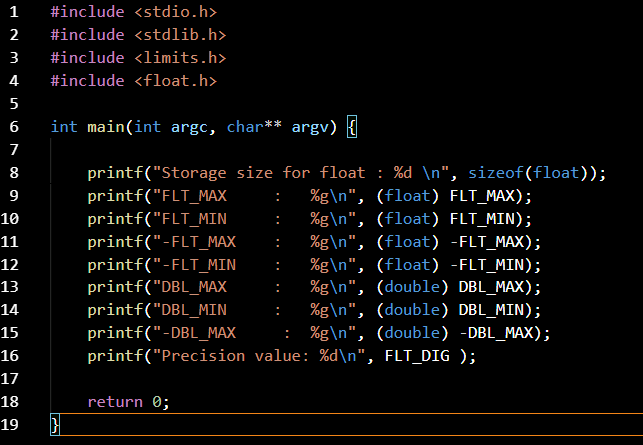 1 #include <stdio.h>
2 #include <stdlib.h>
3 #include <limits.h>
4 #include <float.h>
5
6 int main(int argc, char** argv) {
7
8     printf("Storage size for float : %d \n", sizeof(float));
9     printf("FLT_MAX     :   %g\n", (float) FLT_MAX);
10     printf("FLT_MIN     :   %g\n", (float) FLT_MIN);
11     printf("-FLT_MAX    :   %g\n", (float) -FLT_MAX);
12     printf("-FLT_MIN    :   %g\n", (float) -FLT_MIN);
13     printf("DBL_MAX     :   %g\n", (double) DBL_MAX);
14     printf("DBL_MIN     :   %g\n", (double) DBL_MIN);
15     printf("-DBL_MAX     :  %g\n", (double) -DBL_MAX);
16     printf("Precision value: %d\n", FLT_DIG );
17
18     return 0;
19 }